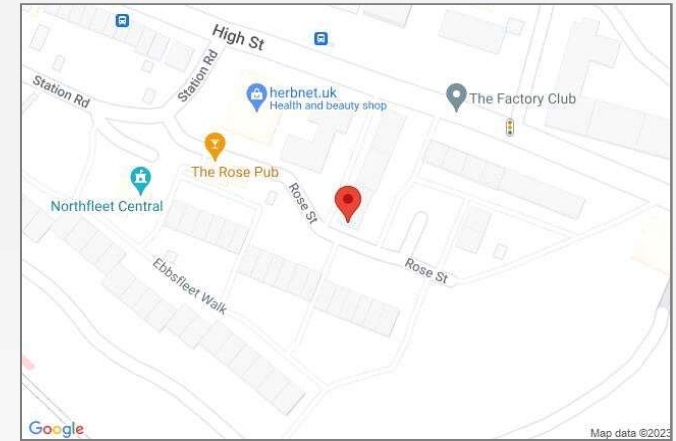 High St
Station Rd
Station Rd
herbnet.uk
Health and beauty shop
The Factory Club
The Rose Pub
Northfleet Central
Rose St
Rose St
Ebbsfleet Walk
Google
Map data ©2023